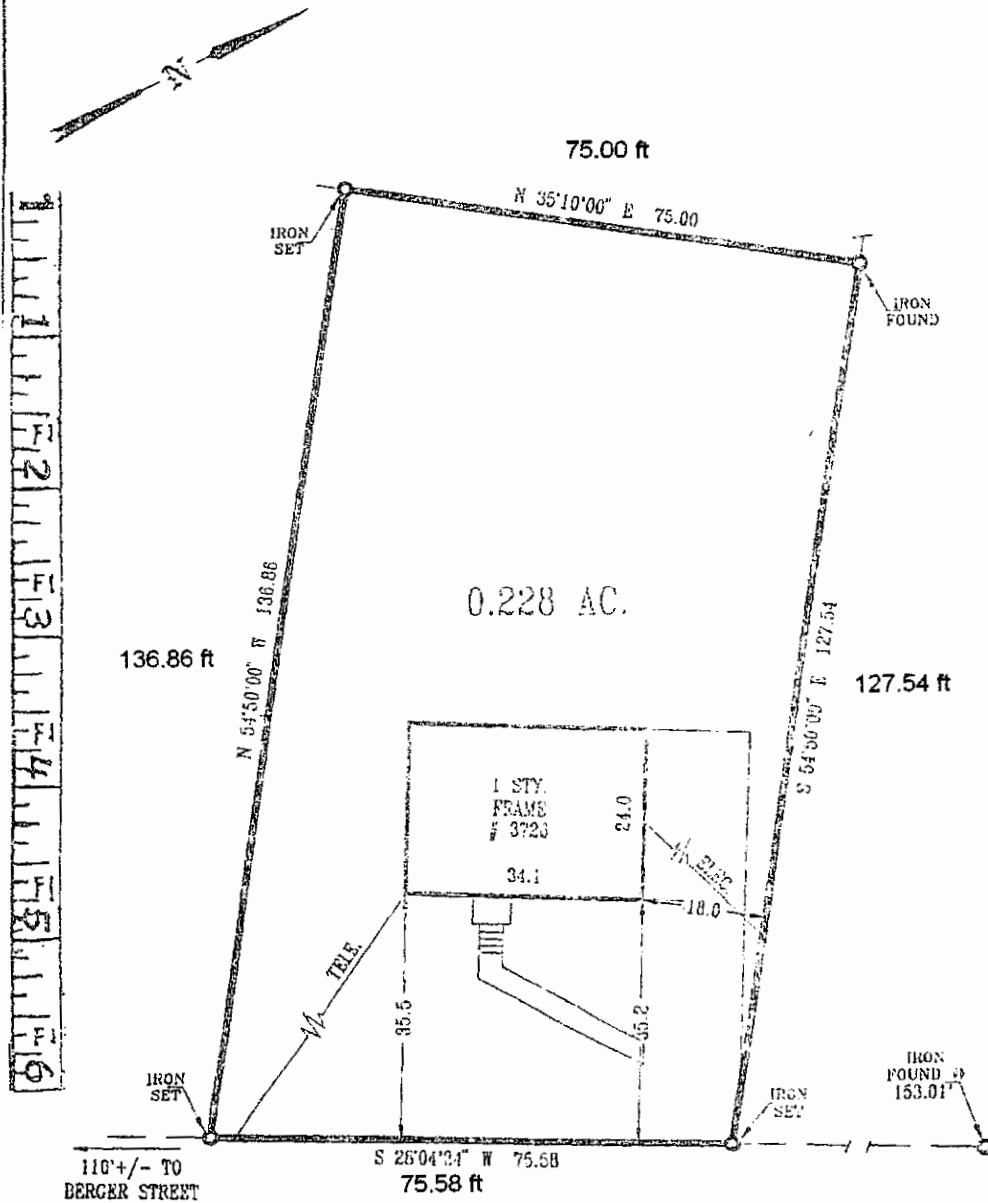 N
75.00 ft
N 35°10'00" E 75.00
IRON
SET
IRON
FOUND
0.228 AC.
136.86 ft
N 54°50'00" W 136.86
S 54°50'00" E 127.54
127.54 ft
1 STY.
FRAME
24.0
34.1
ELEC.
18.0
TELE.
35.5
35.2
IRON
SET
IRON
SET
IRON
FOUND @
153.01'
S 28°04'24" W 75.58
75.58 ft
110'+/- TO
BERGER STREET
1
1
2
3
4
5
6